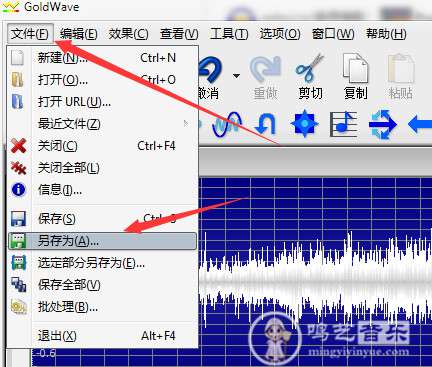 GoldWave
文件(F) 编辑(E) 效果(C) 查看(V) 工具(T) 选项(O) 窗口(W) 帮助(H)
新建(N)... Ctrl+N
打开(O)... Ctrl+O
打开 URL(U)...
最近文件(Z)
关闭(C) Ctrl+F4
关闭全部(L)
信息(I)...
撤消 重做 剪切 复制 粘贴
保存(S) Ctrl+S
另存为(A)...
选定部分另存为(E)...
保存全部(V)
批处理(B)...
退出(X) Alt+F4
-0.6
鸣艺音乐
mingyiyinyue.com